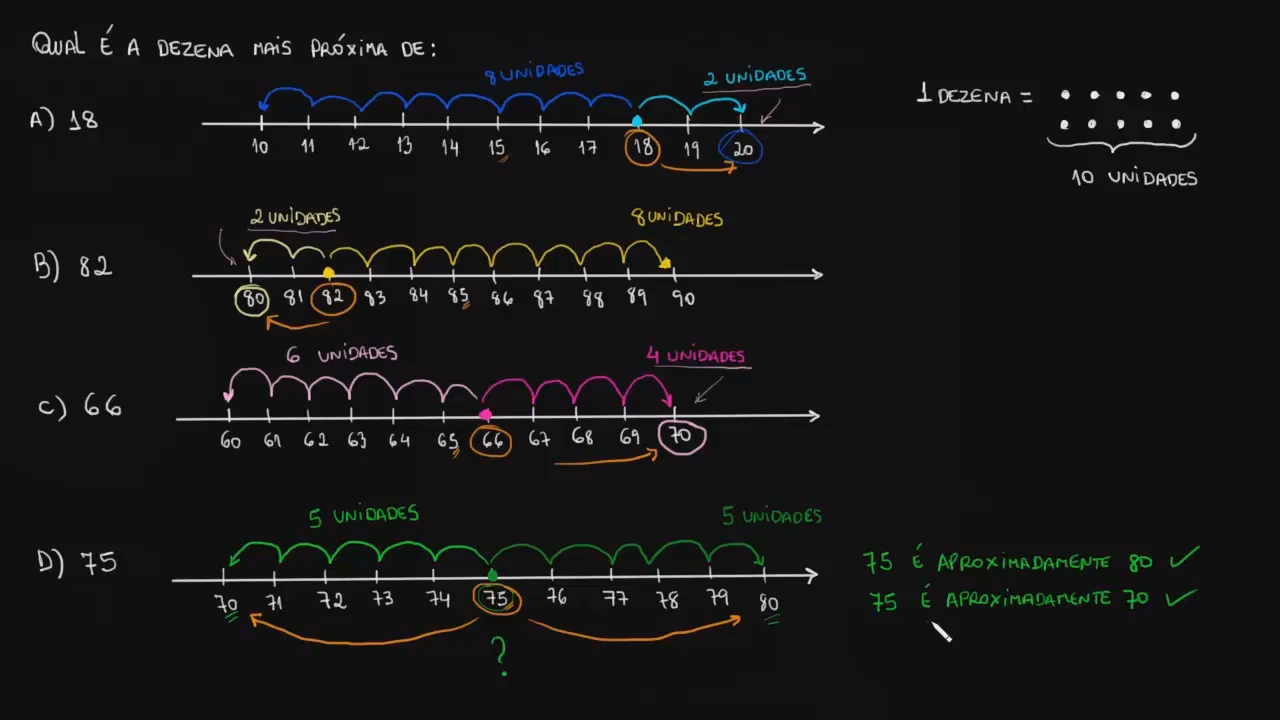 QUAL É A DEZENA MAIS PRÓXIMA DE:
8 UNIDADES
2 UNIDADES
A) 18
10 11 12 13 14 15 16 17 18 19 20
1 DEZENA =
10 UNIDADES
2 UNIDADES
8 UNIDADES
B) 82
80 81 82 83 84 85 86 87 88 89 90
6 UNIDADES
4 UNIDADES
C) 66
60 61 62 63 64 65 66 67 68 69 70
5 UNIDADES
5 UNIDADES
D) 75
70 71 72 73 74 75 76 77 78 79 80
?
75 É APROXIMADAMENTE 80 ✓
75 É APROXIMADAMENTE 70 ✓